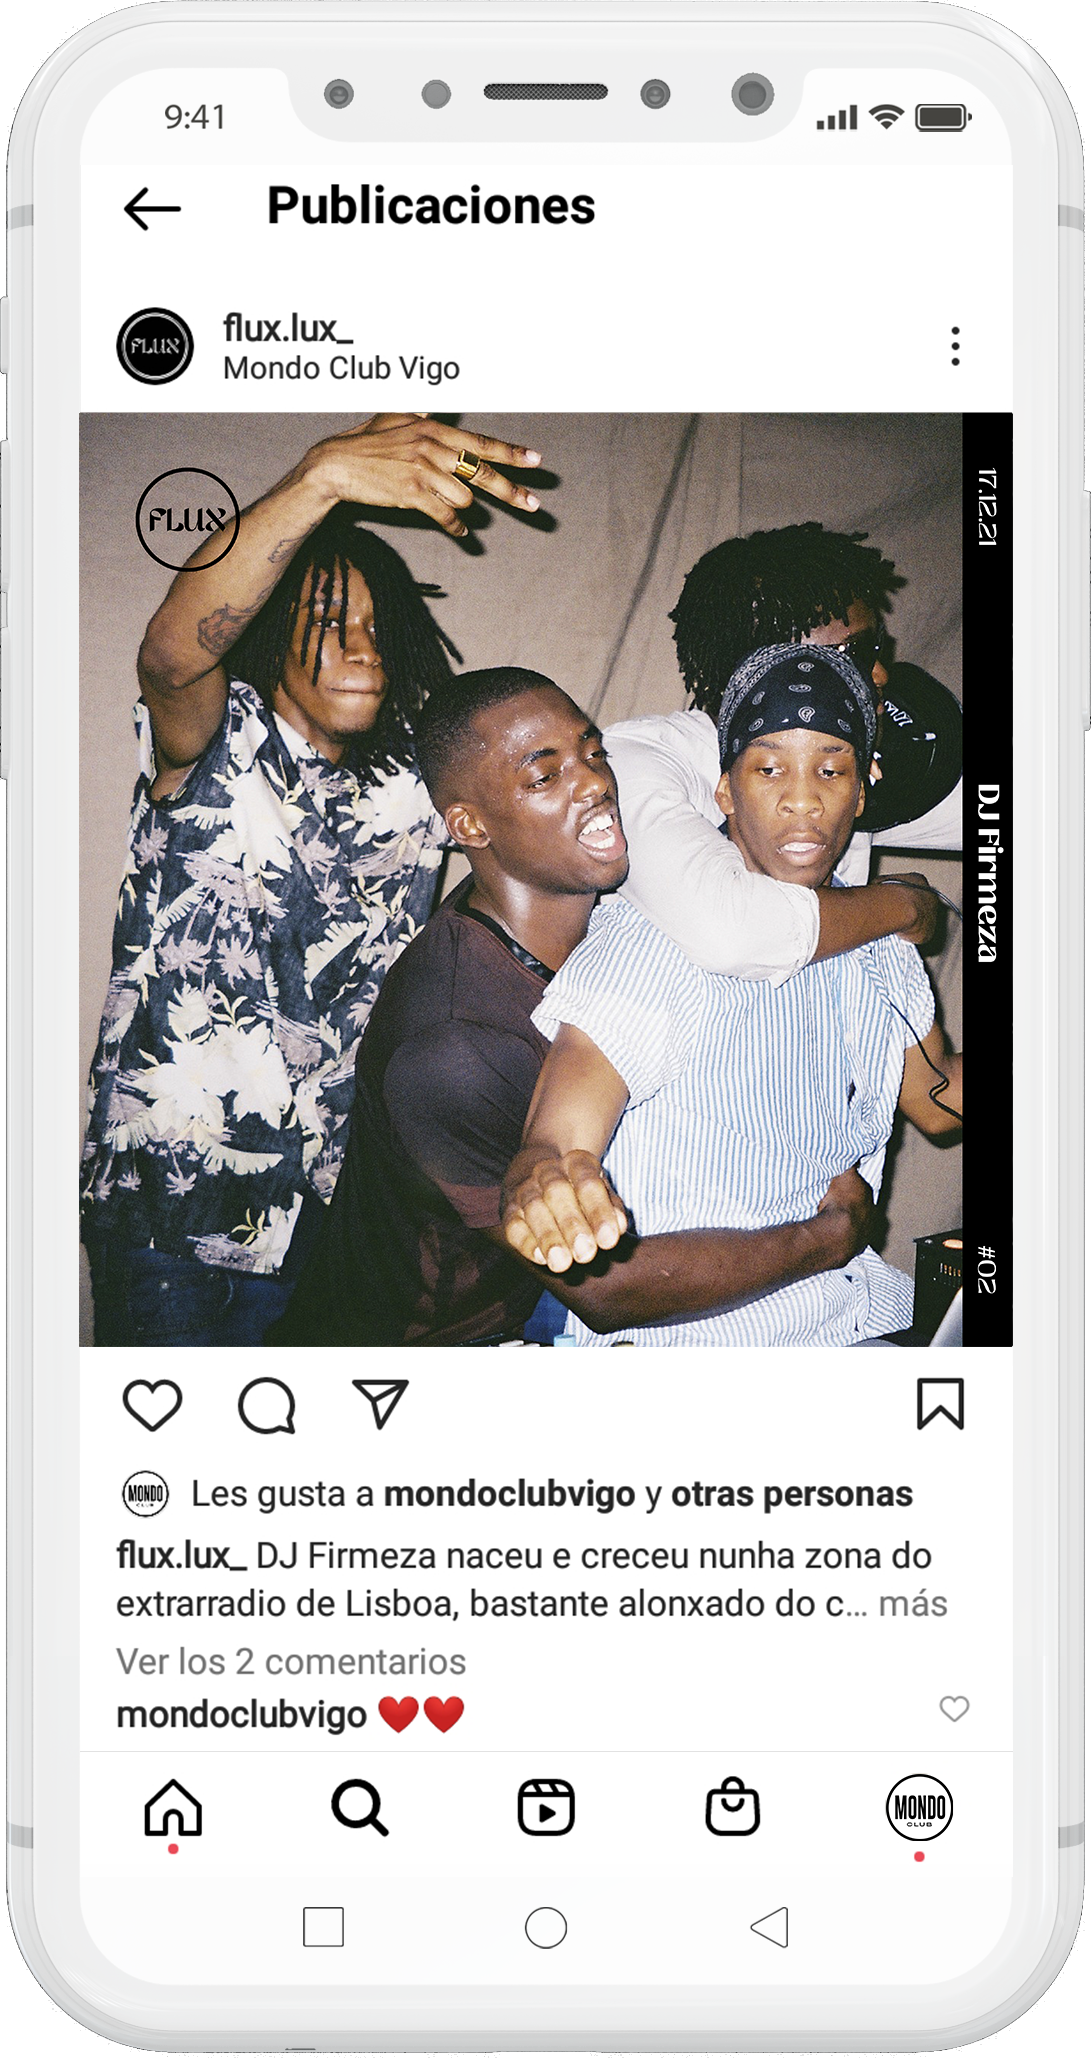 9:41
Publicaciones
FLUX
flux.lux_
Mondo Club Vigo
FLUX
17.12.21
DJ Firmeza
#02
MONDO
CLUB
Les gusta a mondoclubvigo y otras personas
flux.lux_ DJ Firmeza naceu e creceu nunha zona do
extrarradio de Lisboa, bastante alonxado do c... más
Ver los 2 comentarios
mondoclubvigo ❤️❤️
MONDO
CLUB